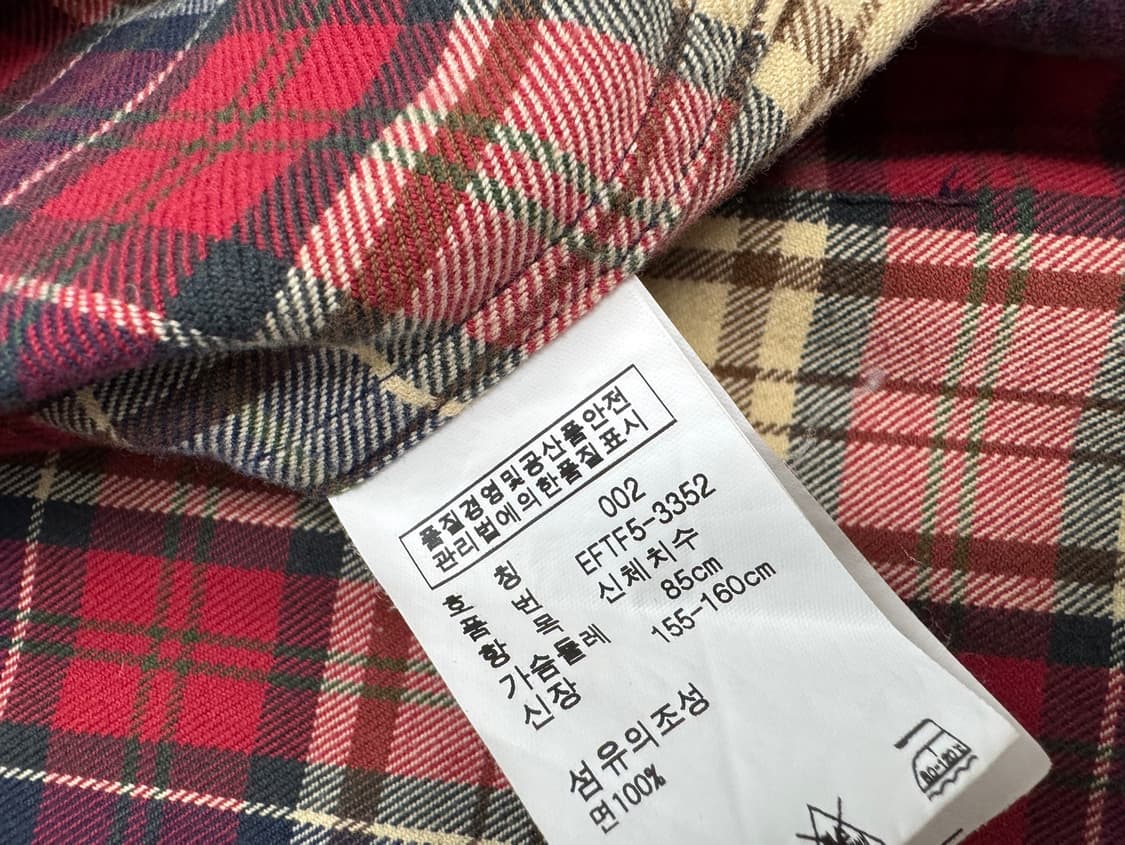 품질경영및공산품안전
관리법에의한품질표시
호 칭 002
품 번 EFTF5-3352
항 목 신체치수
가슴둘레 85cm
신장 155-160cm
섬유의조성
면100%
80-120℃